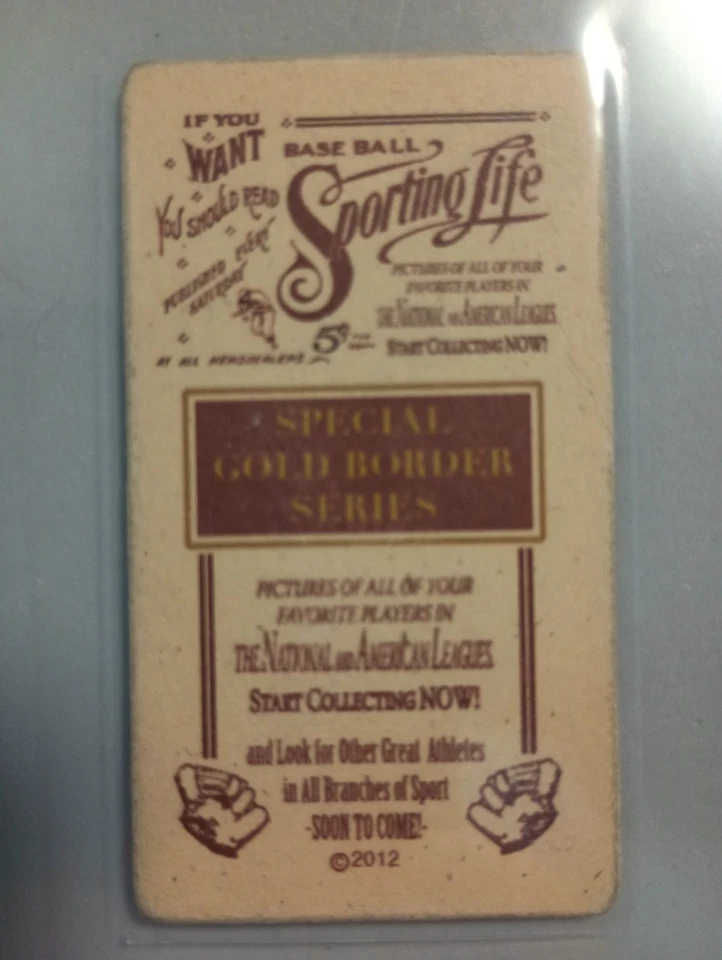 IF YOU
WANT
BASE BALL
YOU SHOULD READ
Sporting Life
PUBLISHED EVERY
SATURDAY
PICTURES OF ALL OF YOUR
FAVORITE PLAYERS IN
THE NATIONAL AND AMERICAN LEAGUES
START COLLECTING NOW!
5¢
AT ALL NEWSDEALERS
SPECIAL
GOLD BORDER
SERIES
PICTURES OF ALL OF YOUR
FAVORITE PLAYERS IN
THE NATIONAL AND AMERICAN LEAGUES
START COLLECTING NOW!
and Look for Other Great Athletes
in All Branches of Sport
-SOON TO COME!-
©2012